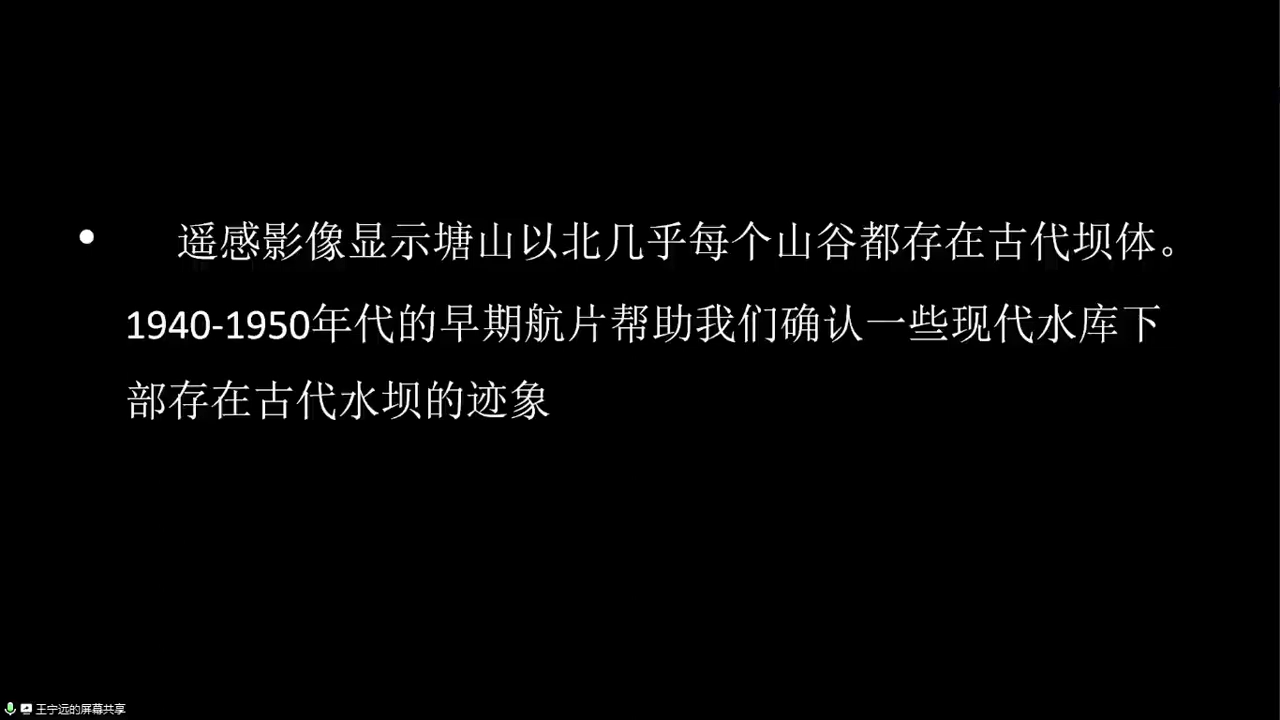 • 遥感影像显示塘山以北几乎每个山谷都存在古代坝体。
1940-1950年代的早期航片帮助我们确认一些现代水库下
部存在古代水坝的迹象
王宁远的屏幕共享